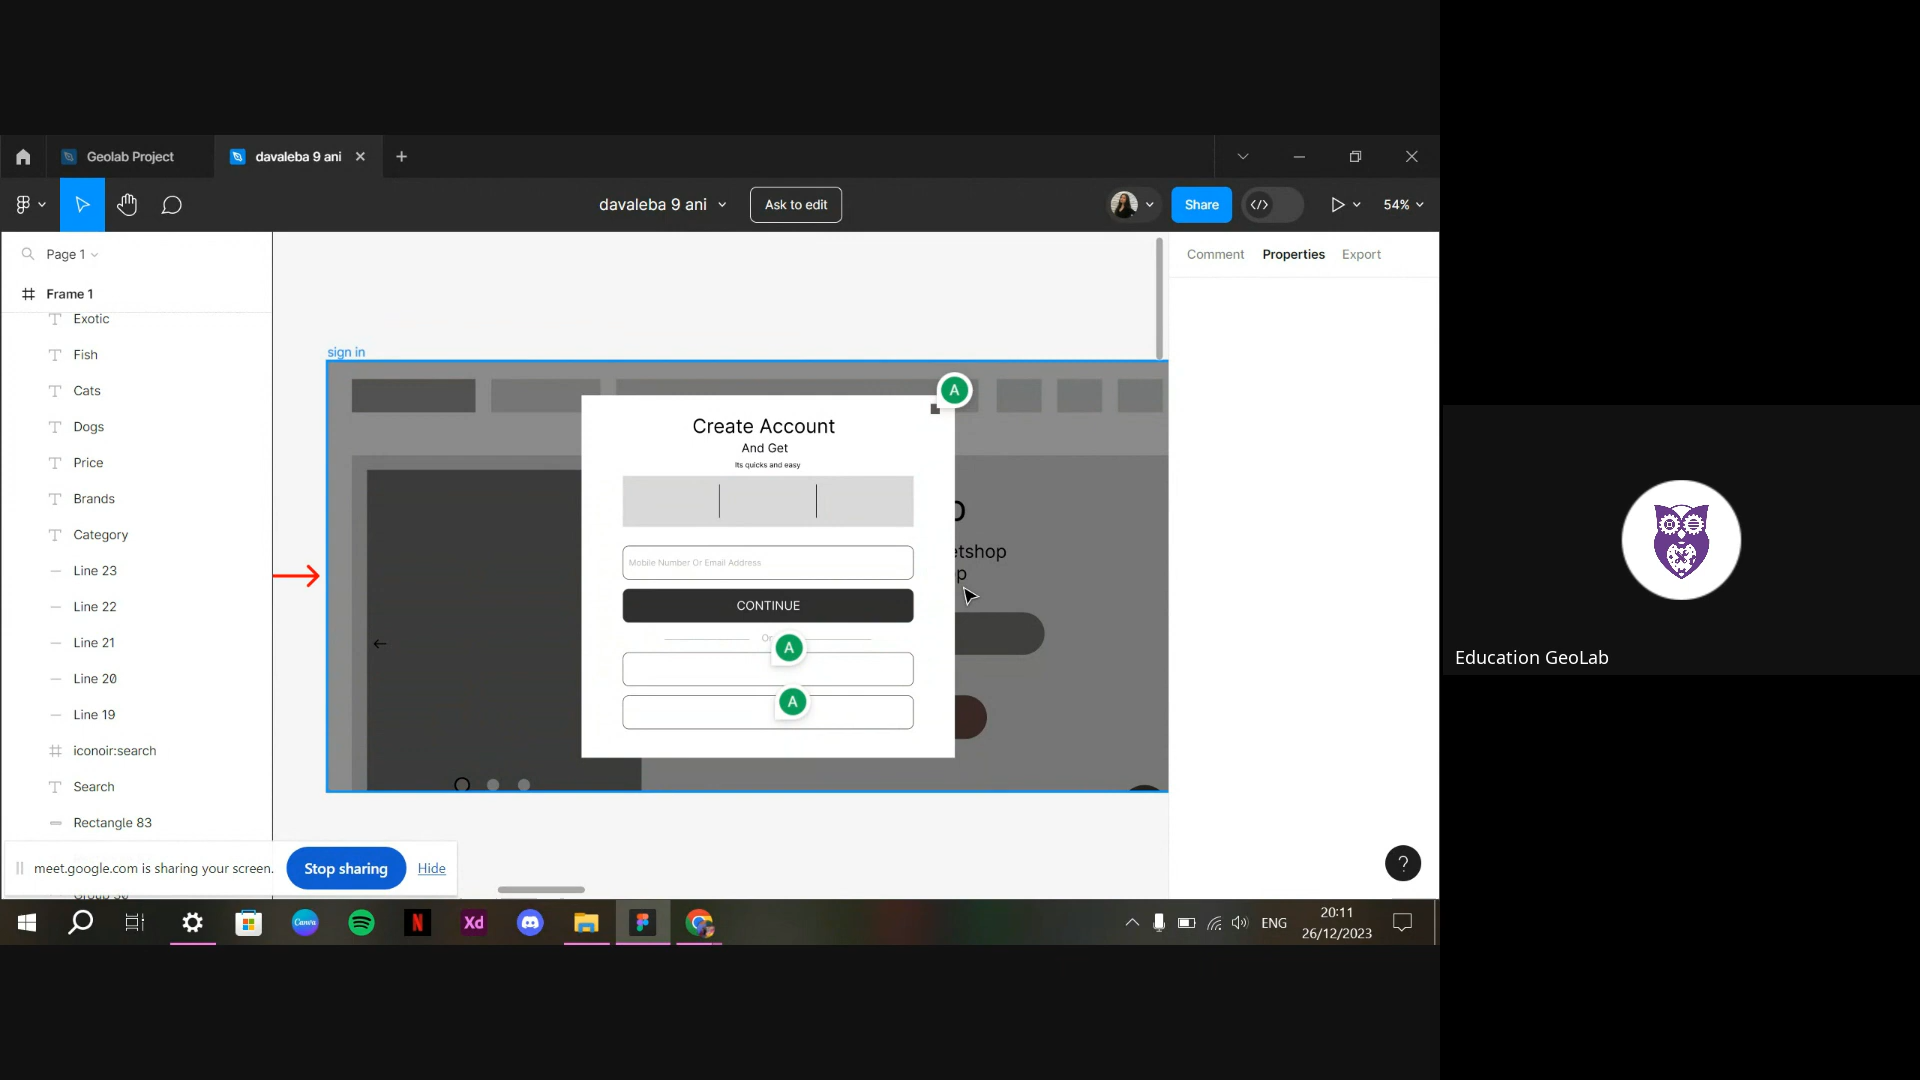 Geolab Project
davaleba 9 ani
davaleba 9 ani
Ask to edit
Share
54%
Page 1
Comment
Properties
Export
Frame 1
Exotic
Fish
Cats
Dogs
Price
Brands
Category
Line 23
Line 22
Line 21
Line 20
Line 19
iconoir:search
Search
Rectangle 83
sign in
A
Create Account
And Get
Its quicks and easy
etshop
p
Mobile Number Or Email Address
CONTINUE
A
A
?
meet.google.com is sharing your screen.
Stop sharing
Hide
Canva
N
Xd
ENG
20:11
26/12/2023
Education GeoLab